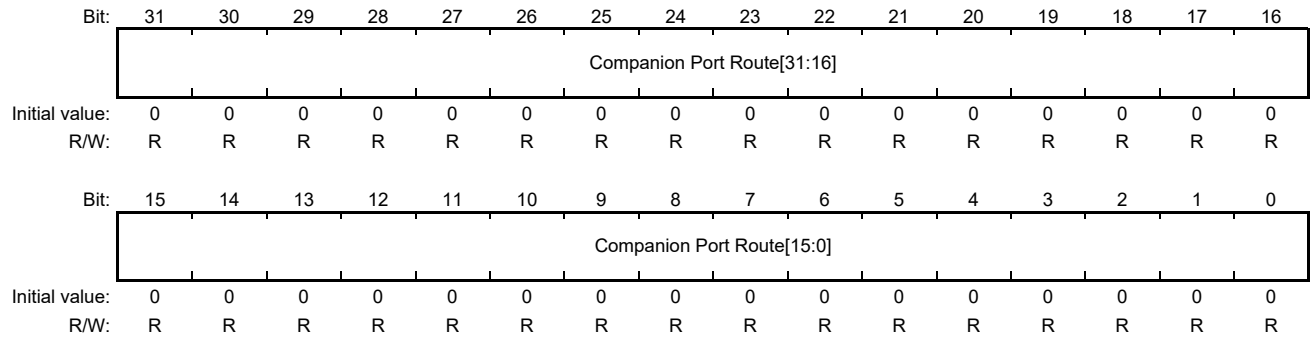 Bit: 31 30 29 28 27 26 25 24 23 22 21 20 19 18 17 16
Companion Port Route[31:16]
Initial value: 0 0 0 0 0 0 0 0 0 0 0 0 0 0 0 0
R/W: R R R R R R R R R R R R R R R R
Bit: 15 14 13 12 11 10 9 8 7 6 5 4 3 2 1 0
Companion Port Route[15:0]
Initial value: 0 0 0 0 0 0 0 0 0 0 0 0 0 0 0 0
R/W: R R R R R R R R R R R R R R R R